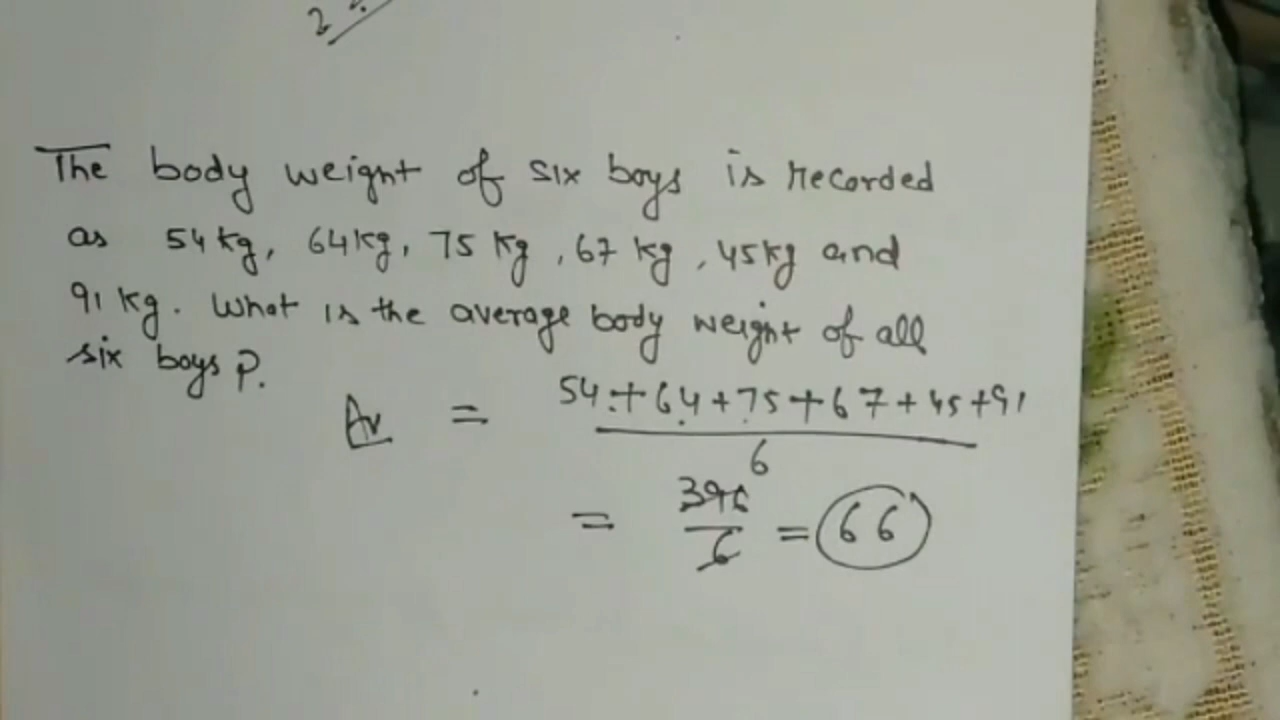 2
The body weight of six boys is recorded
as 54 kg, 64 kg, 75 kg, 67 kg, 45 kg and
91 kg. What is the average body weight of all
six boys P.
Av = 54 + 64 + 75 + 67 + 45 + 91
6
= 396/6 = 66